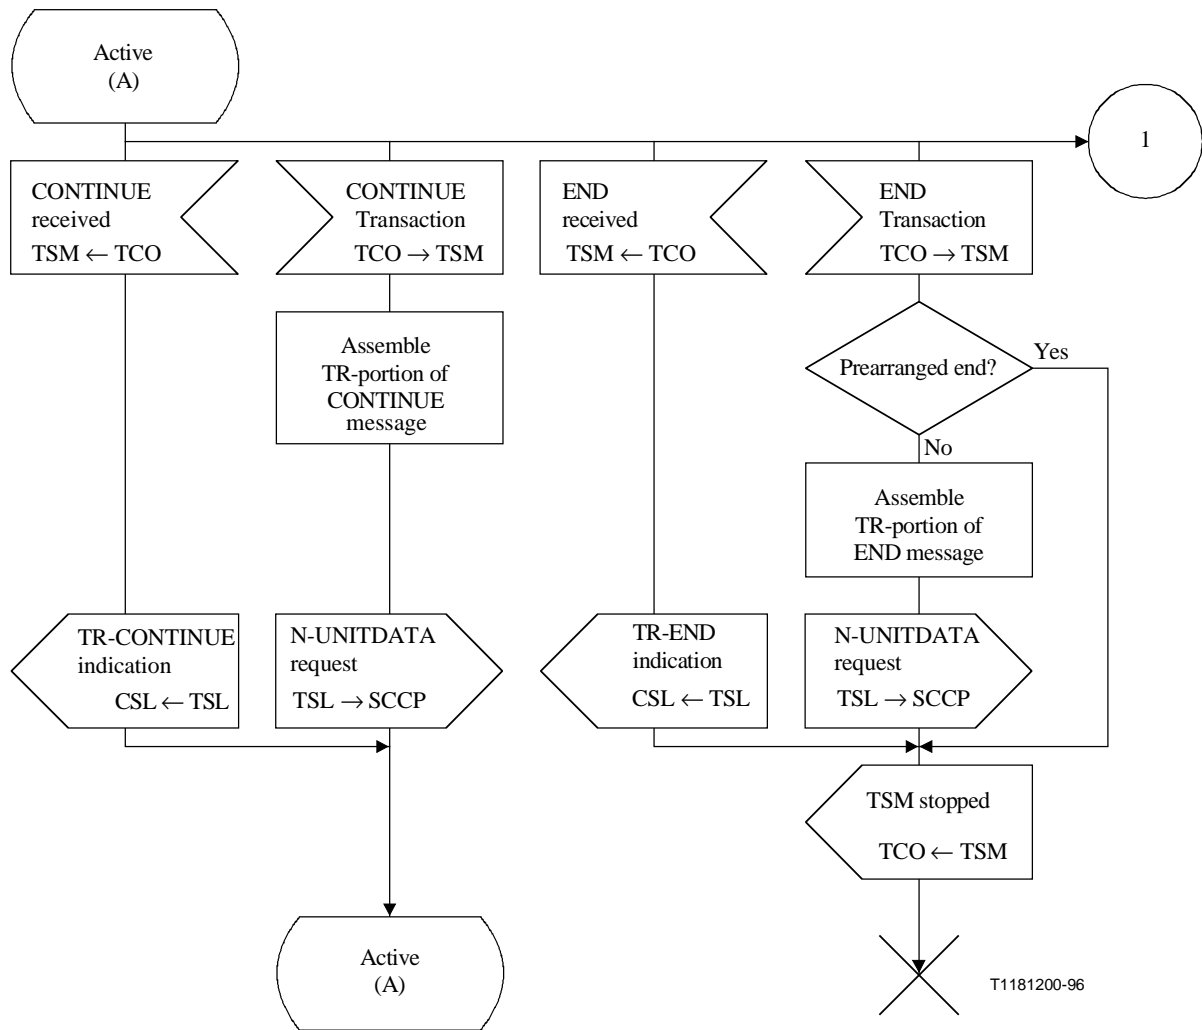 Active
(A)
1
CONTINUE
received
TSM ← TCO
CONTINUE
Transaction
TCO → TSM
END
received
TSM ← TCO
END
Transaction
TCO → TSM
Assemble
TR-portion of
CONTINUE
message
Prearranged end?
Yes
No
Assemble
TR-portion of
END message
TR-CONTINUE
indication
CSL ← TSL
N-UNITDATA
request
TSL → SCCP
TR-END
indication
CSL ← TSL
N-UNITDATA
request
TSL → SCCP
TSM stopped
TCO ← TSM
Active
(A)
T1181200-96